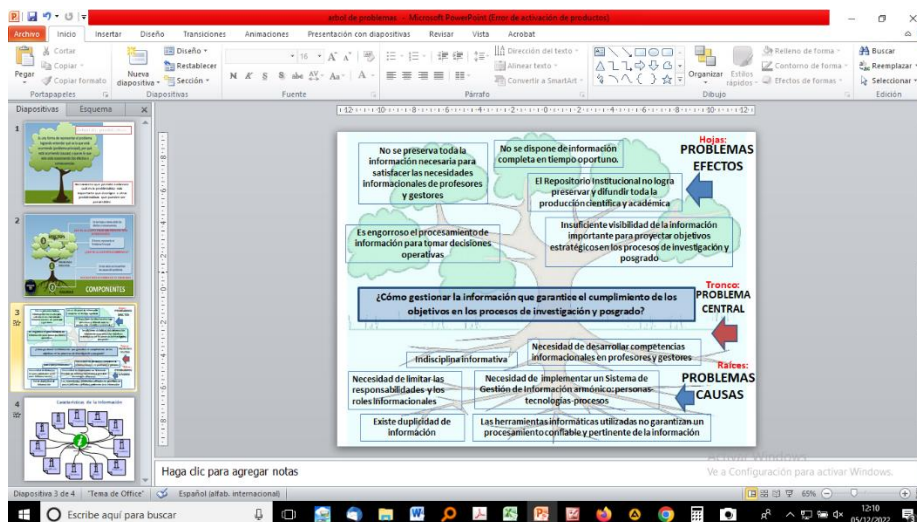 arbol de problemas - Microsoft PowerPoint (Error de activación de productos)
Archivo Inicio Insertar Diseño Transiciones Animaciones Presentación con diapositivas Revisar Vista Acrobat
Pegar
Cortar
Copiar
Copiar formato
Portapapeles
Nueva diapositiva
Diseño
Restablecer
Sección
Diapositivas
16
Fuente
Dirección del texto
Alinear texto
Convertir a SmartArt
Párrafo
Organizar
Estilos rápidos
Relleno de forma
Contorno de forma
Efectos de formas
Dibujo
Buscar
Reemplazar
Seleccionar
Edición
Diapositivas Esquema
1
2
COMPONENTES
3
4
Características de la Información
No se preserva toda la
información necesaria para
satisfacer las necesidades
informacionales de profesores
y gestores
No se dispone de información
completa en tiempo oportuno.
Hojas:
PROBLEMAS
EFECTOS
El Repositorio Institucional no logra
preservar y difundir toda la
producción científica y académica
Es engorroso el procesamiento de
información para tomar decisiones
operativas
Insuficiente visibilidad de la información
importante para proyectar objetivos
estratégicos en los procesos de investigación y
posgrado
¿Cómo gestionar la información que garantice el cumplimiento de los
objetivos en los procesos de investigación y posgrado?
Tronco:
PROBLEMA
CENTRAL
Indisciplina informativa
Necesidad de desarrollar competencias
informacionales en profesores y gestores
Raíces:
PROBLEMAS
CAUSAS
Necesidad de limitar las
responsabilidades y los
roles Informacionales
Necesidad de implementar un Sistema de
Gestión de Información armónico: personas-
tecnologías-procesos
Existe duplicidad de
información
Las herramientas informáticas utilizadas no garantizan un
procesamiento confiable y pertinente de la información
Haga clic para agregar notas
Activar Windows
Ve a Configuración para activar Windows.
Diapositiva 3 de 4 "Tema de Office" Español (alfab. internacional) 65%
Escribe aquí para buscar
12:10
05/12/2022